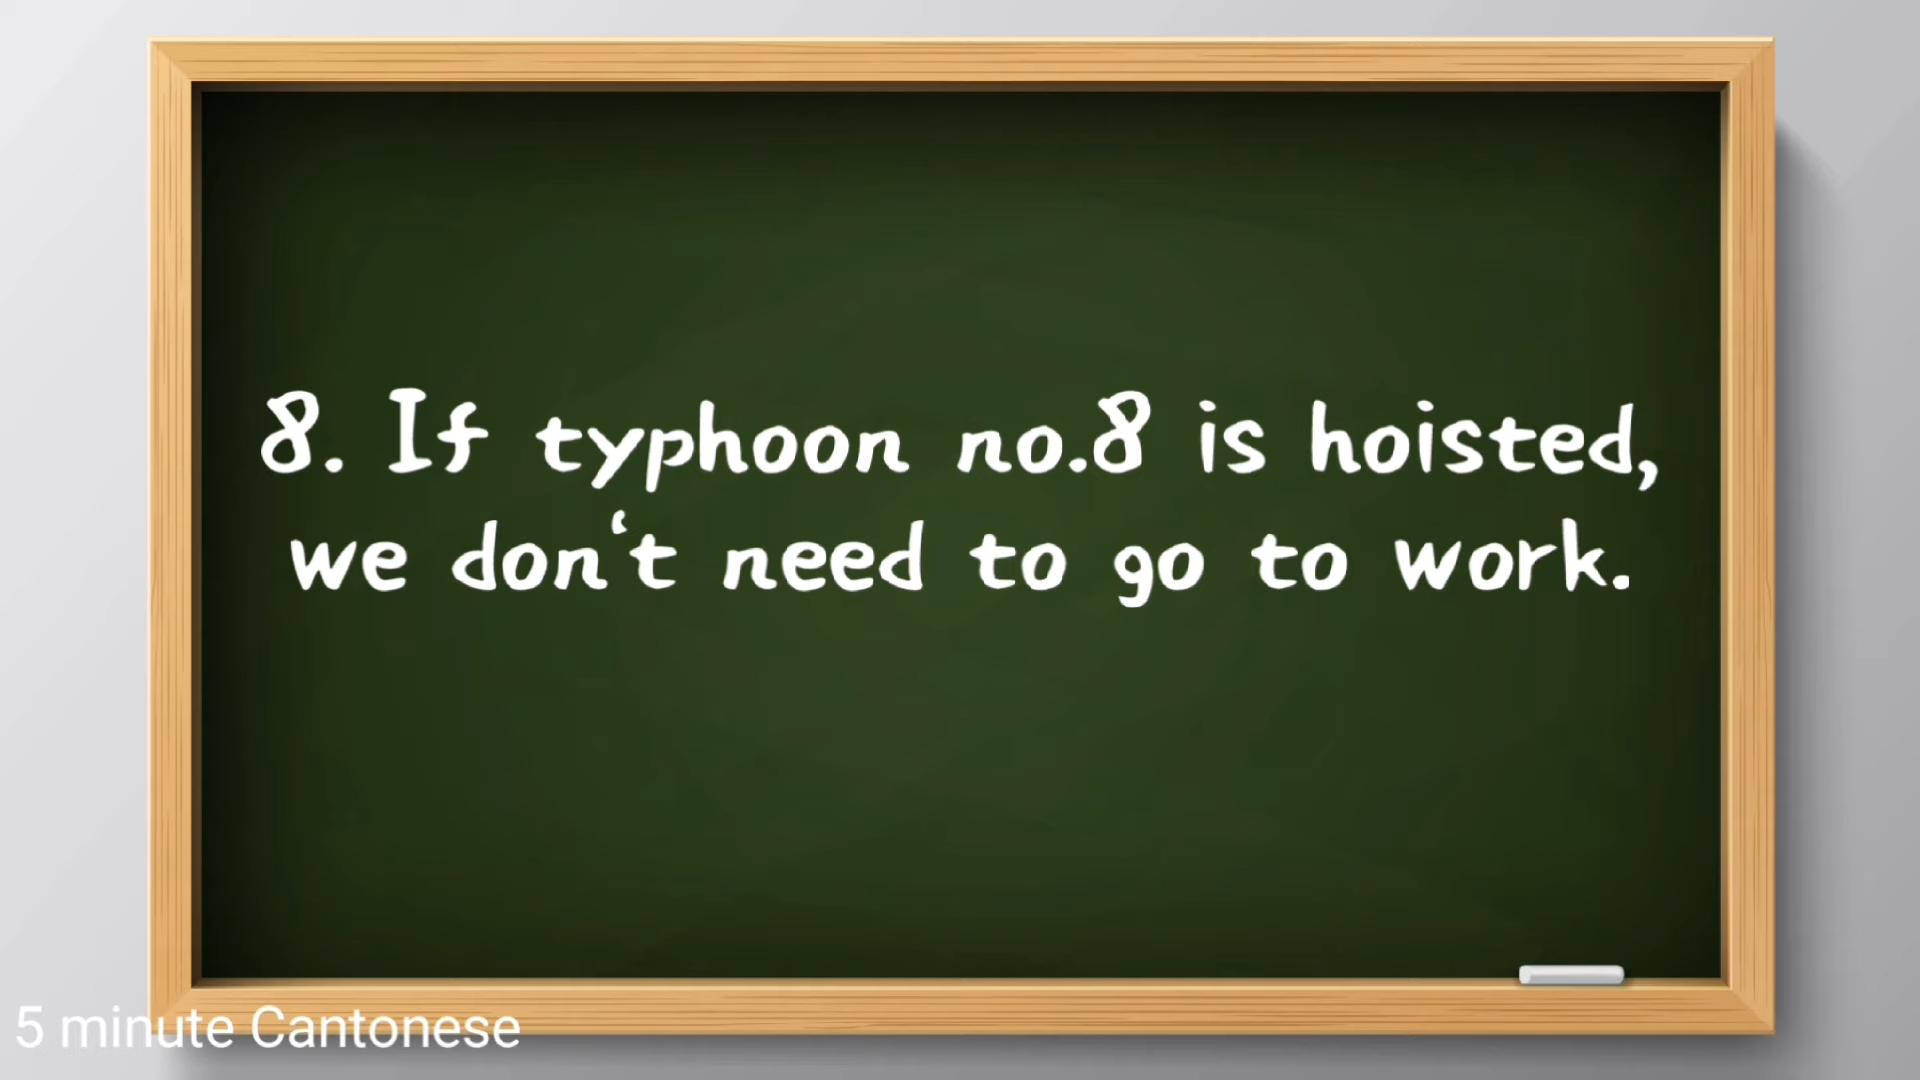 8. If typhoon no.8 is hoisted,
we don‘t need to go to work.
5 minute Cantonese